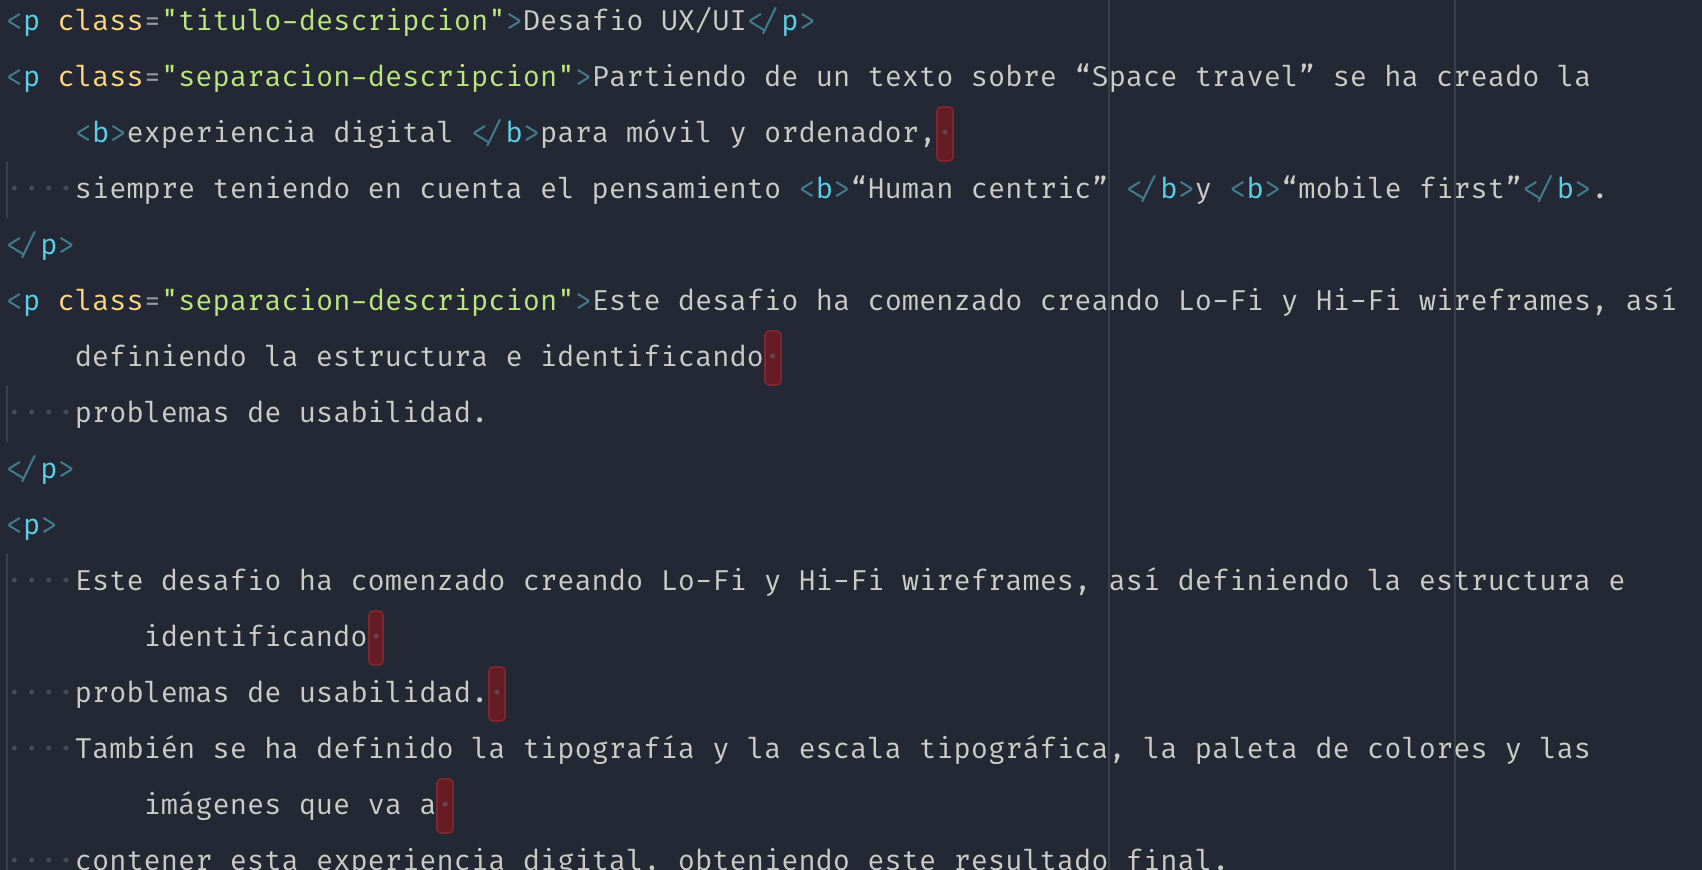 <p class="titulo-descripcion">Desafio UX/UI</p>
<p class="separacion-descripcion">Partiendo de un texto sobre “Space travel” se ha creado la
<b>experiencia digital </b>para móvil y ordenador,
siempre teniendo en cuenta el pensamiento <b>“Human centric” </b>y <b>“mobile first”</b>.
</p>
<p class="separacion-descripcion">Este desafio ha comenzado creando Lo-Fi y Hi-Fi wireframes, así
definiendo la estructura e identificando
problemas de usabilidad.
</p>
<p>
Este desafio ha comenzado creando Lo-Fi y Hi-Fi wireframes, así definiendo la estructura e
identificando
problemas de usabilidad.
También se ha definido la tipografía y la escala tipográfica, la paleta de colores y las
imágenes que va a
contener esta experiencia digital, obteniendo este resultado final.